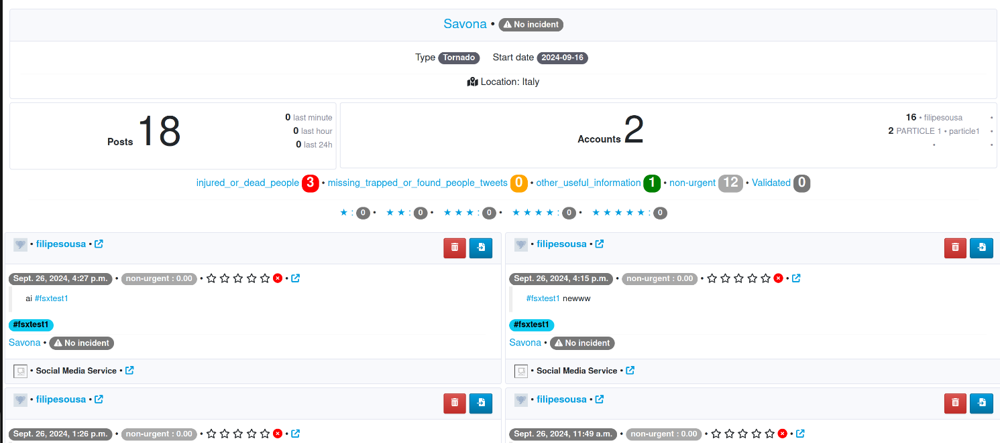 Savona • No incident
Type Tornado Start date 2024-09-16
Location: Italy
Posts 18
0 last minute
0 last hour
0 last 24h
Accounts 2
16 • filipesousa •
2 PARTICLE 1 • particle1 •
• •
injured_or_dead_people 3 • missing_trapped_or_found_people_tweets 0 • other_useful_information 1 • non-urgent 12 • Validated 0
★ : 0 • ★ ★ : 0 • ★ ★ ★ : 0 • ★ ★ ★ ★ : 0 • ★ ★ ★ ★ ★ : 0
• filipesousa •
Sept. 26, 2024, 4:27 p.m. • non-urgent : 0.00 • •
ai #fsxtest1
#fsxtest1
Savona • No incident
• Social Media Service •
• filipesousa •
Sept. 26, 2024, 4:15 p.m. • non-urgent : 0.00 • •
#fsxtest1 newww
#fsxtest1
Savona • No incident
• Social Media Service •
• filipesousa •
Sept. 26, 2024, 1:26 p.m. • non-urgent : 0.00 • •
• filipesousa •
Sept. 26, 2024, 11:49 a.m. • non-urgent : 0.00 • •